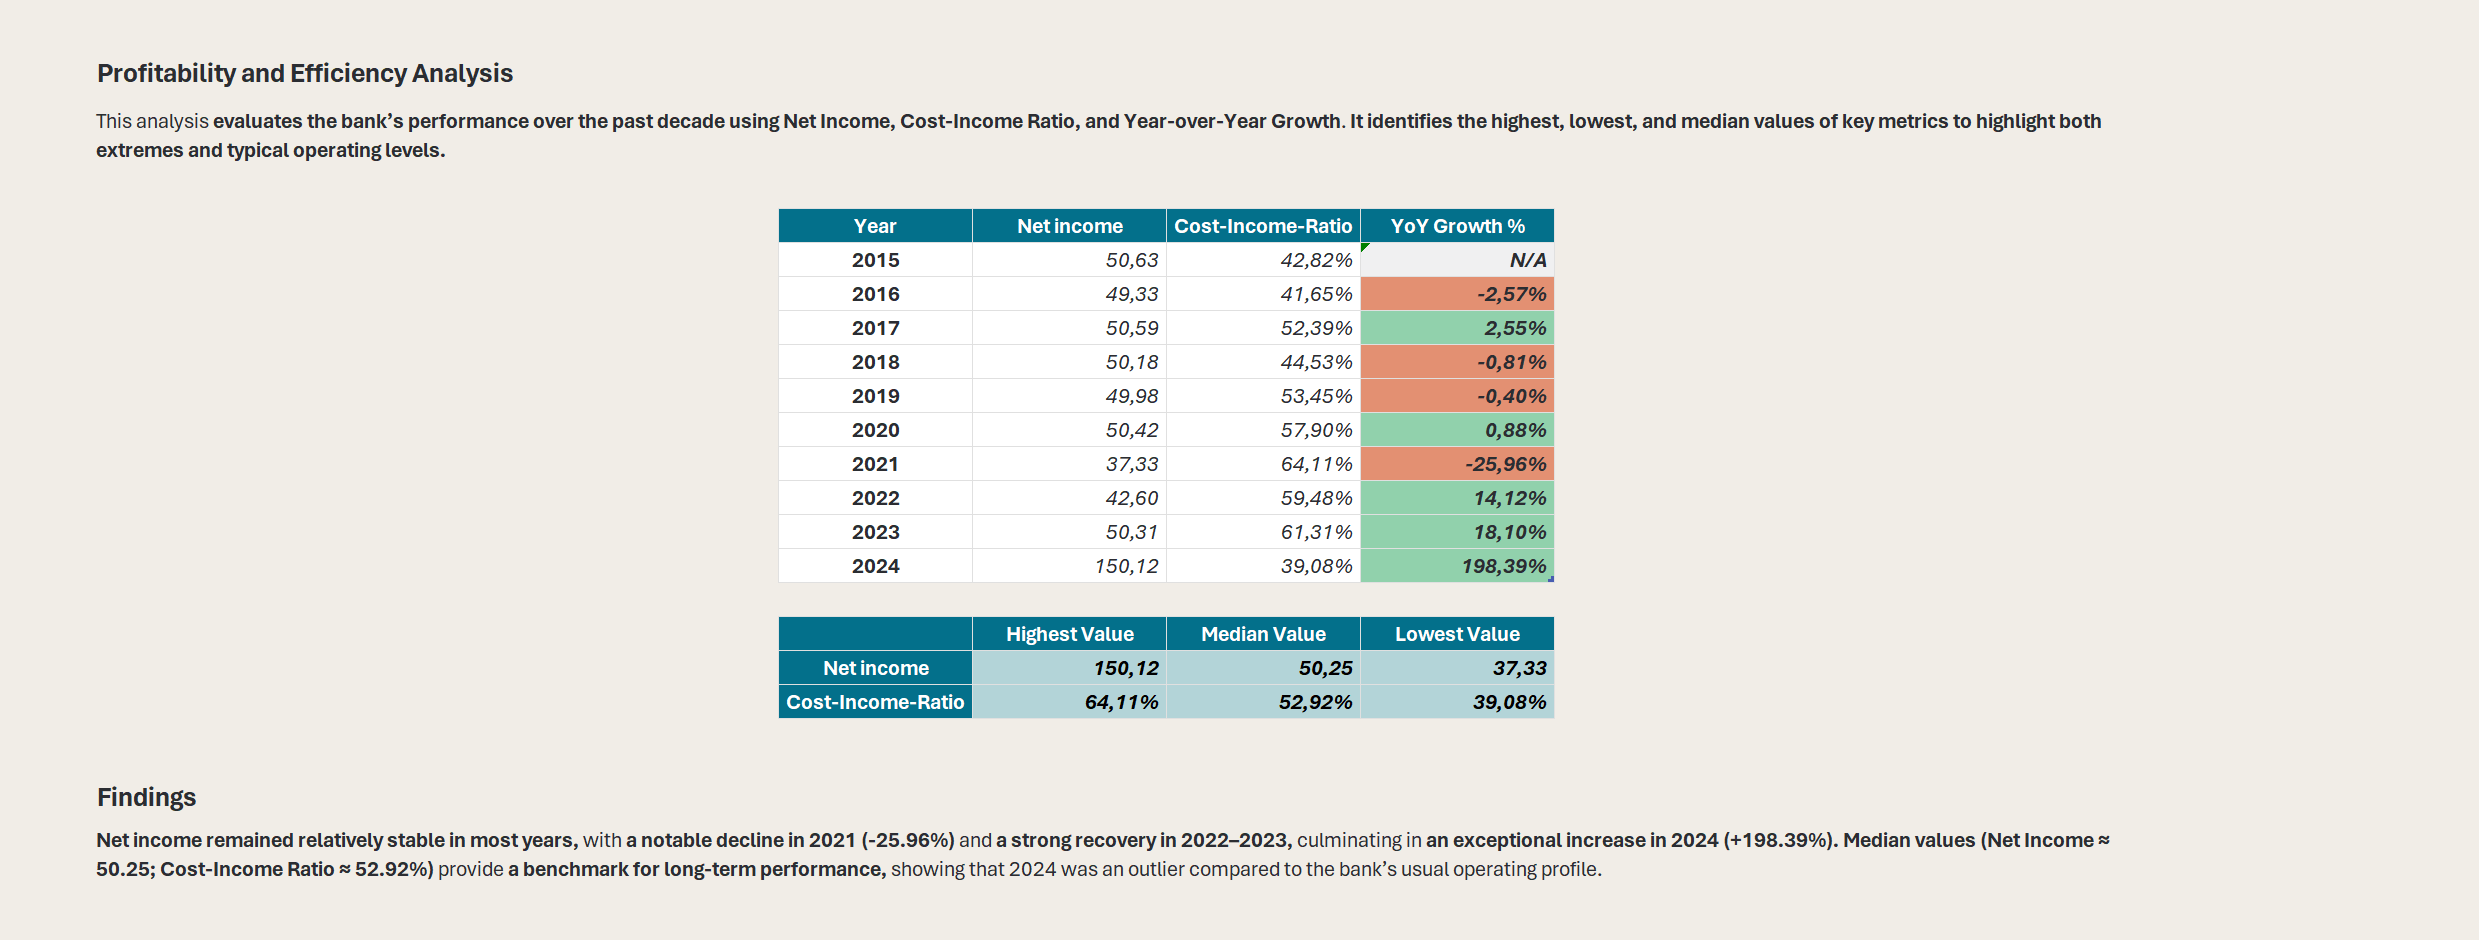 Profitability and Efficiency Analysis
This analysis evaluates the bank’s performance over the past decade using Net Income, Cost-Income Ratio, and Year-over-Year Growth. It identifies the highest, lowest, and median values of key metrics to highlight both
extremes and typical operating levels.
Year Net income Cost-Income-Ratio YoY Growth %
2015 50,63 42,82% N/A
2016 49,33 41,65% -2,57%
2017 50,59 52,39% 2,55%
2018 50,18 44,53% -0,81%
2019 49,98 53,45% -0,40%
2020 50,42 57,90% 0,88%
2021 37,33 64,11% -25,96%
2022 42,60 59,48% 14,12%
2023 50,31 61,31% 18,10%
2024 150,12 39,08% 198,39%
Highest Value Median Value Lowest Value
Net income 150,12 50,25 37,33
Cost-Income-Ratio 64,11% 52,92% 39,08%
Findings
Net income remained relatively stable in most years, with a notable decline in 2021 (-25.96%) and a strong recovery in 2022–2023, culminating in an exceptional increase in 2024 (+198.39%). Median values (Net Income ≈
50.25; Cost-Income Ratio ≈ 52.92%) provide a benchmark for long-term performance, showing that 2024 was an outlier compared to the bank’s usual operating profile.